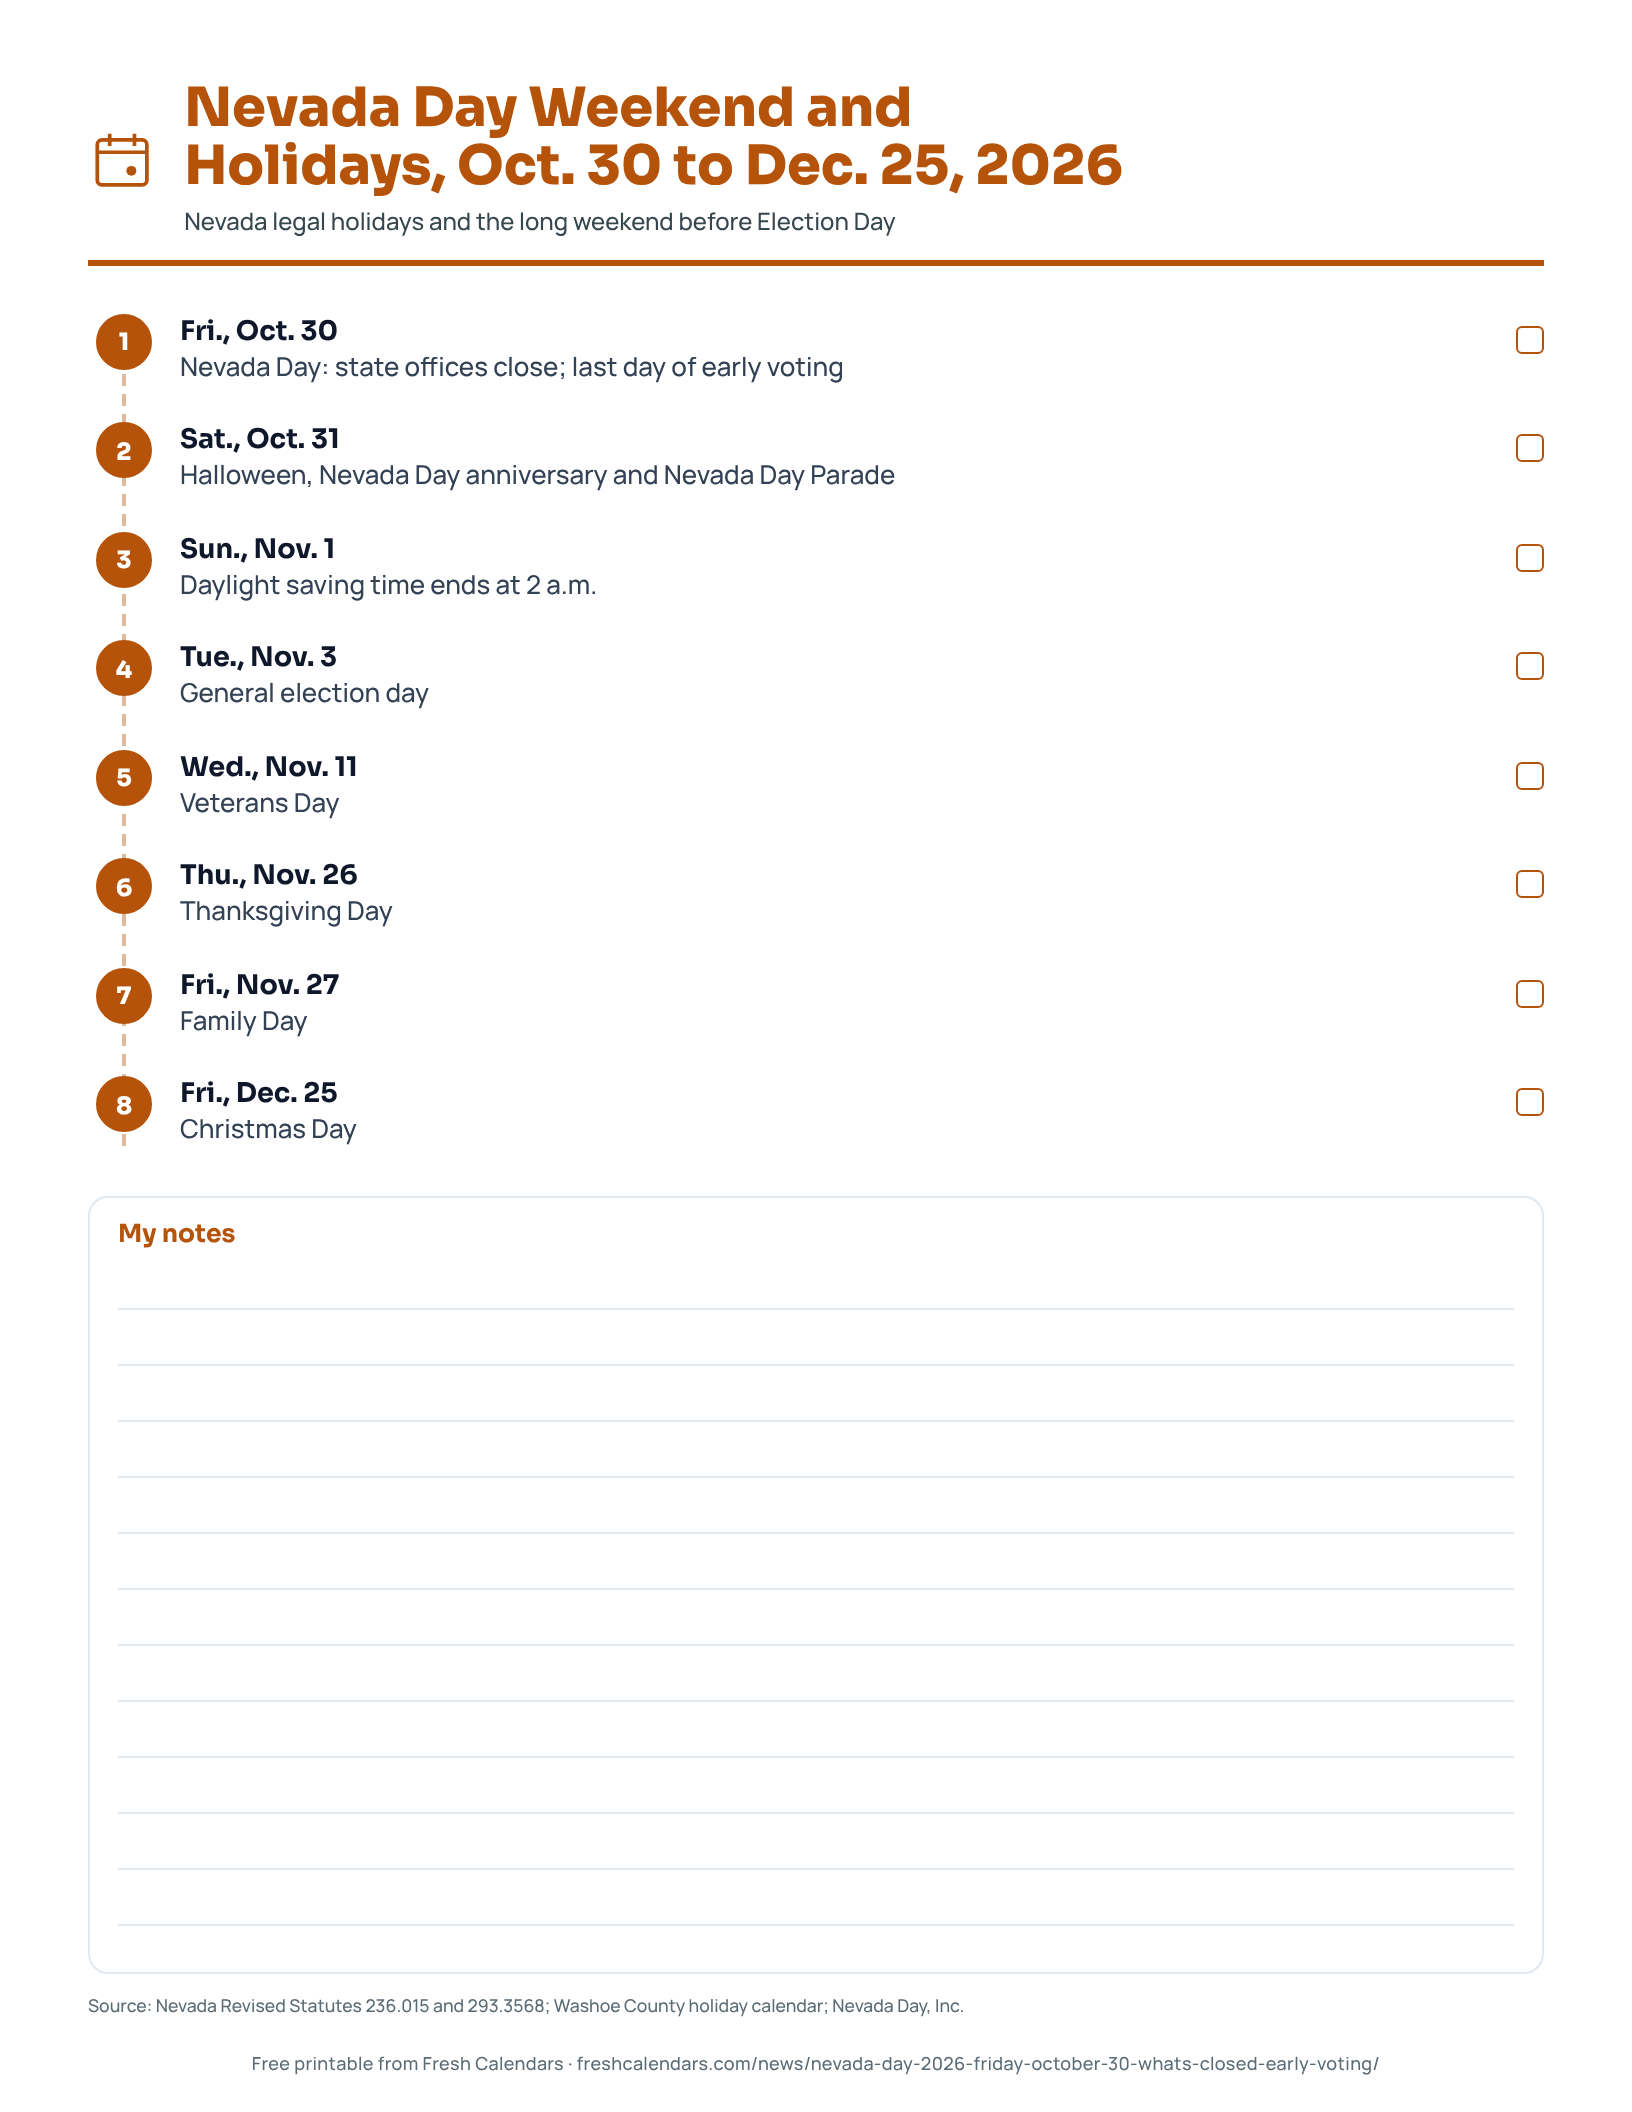 Nevada Day Weekend and
Holidays, Oct. 30 to Dec. 25, 2026
Nevada legal holidays and the long weekend before Election Day
1
Fri., Oct. 30
Nevada Day: state offices close; last day of early voting
2
Sat., Oct. 31
Halloween, Nevada Day anniversary and Nevada Day Parade
3
Sun., Nov. 1
Daylight saving time ends at 2 a.m.
4
Tue., Nov. 3
General election day
5
Wed., Nov. 11
Veterans Day
6
Thu., Nov. 26
Thanksgiving Day
7
Fri., Nov. 27
Family Day
8
Fri., Dec. 25
Christmas Day
My notes
Source: Nevada Revised Statutes 236.015 and 293.3568; Washoe County holiday calendar; Nevada Day, Inc.
Free printable from Fresh Calendars · freshcalendars.com/news/nevada-day-2026-friday-october-30-whats-closed-early-voting/